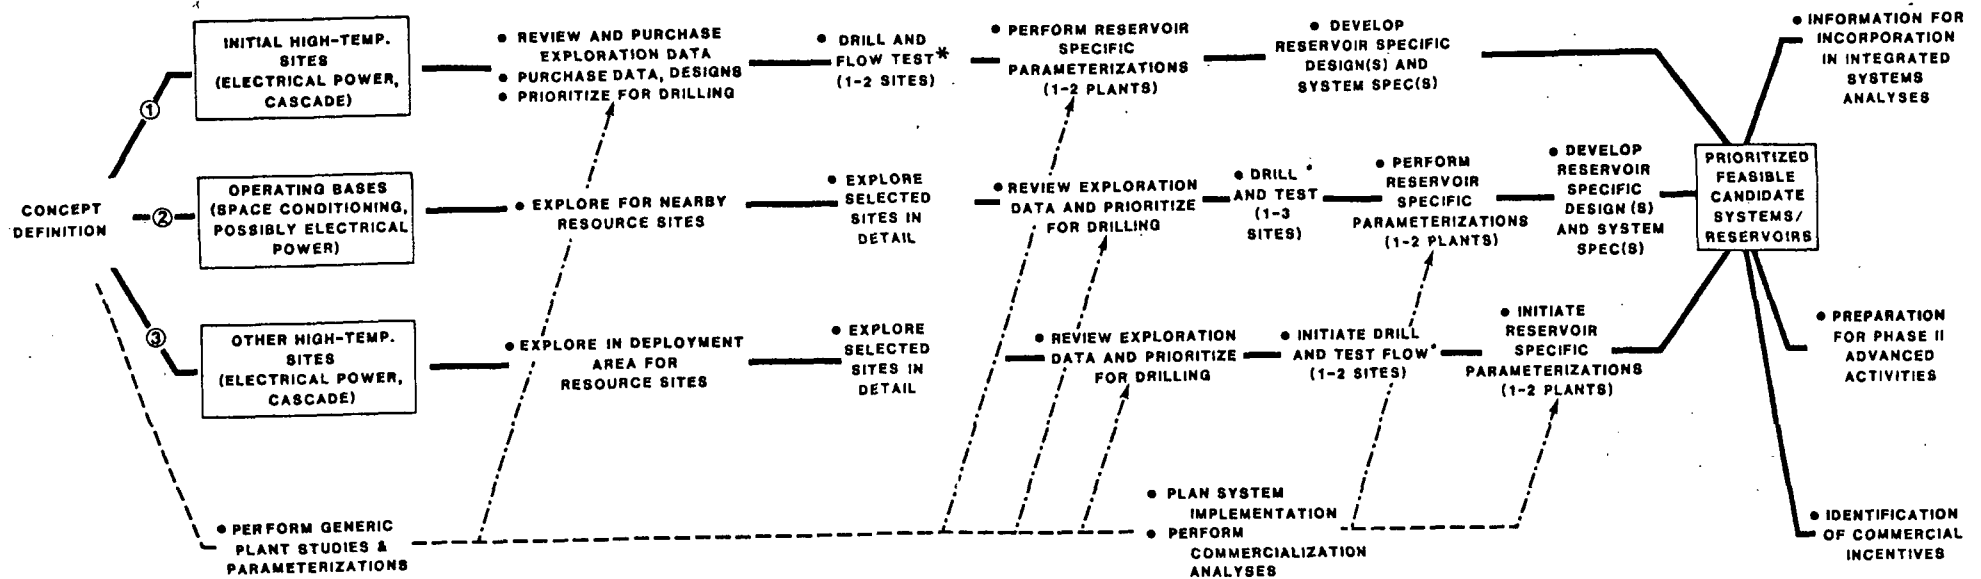 CONCEPT
DEFINITION
①
INITIAL HIGH-TEMP.
SITES
(ELECTRICAL POWER,
CASCADE)
• REVIEW AND PURCHASE
EXPLORATION DATA
• PURCHASE DATA, DESIGNS
• PRIORITIZE FOR DRILLING
• DRILL AND
FLOW TEST*
(1-2 SITES)
• PERFORM RESERVOIR
SPECIFIC
PARAMETERIZATIONS
(1-2 PLANTS)
• DEVELOP
RESERVOIR SPECIFIC
DESIGN(S) AND
SYSTEM SPEC(S)
②
OPERATING BASES
(SPACE CONDITIONING,
POSSIBLY ELECTRICAL
POWER)
• EXPLORE FOR NEARBY
RESOURCE SITES
• EXPLORE
SELECTED
SITES IN
DETAIL
• REVIEW EXPLORATION
DATA AND PRIORITIZE
FOR DRILLING
• DRILL*
AND TEST
(1-3
SITES)
• PERFORM
RESERVOIR
SPECIFIC
PARAMETERIZATIONS
(1-2 PLANTS)
• DEVELOP
RESERVOIR
SPECIFIC
DESIGN(S)
AND SYSTEM
SPEC(S)
③
OTHER HIGH-TEMP.
SITES
(ELECTRICAL POWER,
CASCADE)
• EXPLORE IN DEPLOYMENT
AREA FOR
RESOURCE SITES
• EXPLORE
SELECTED
SITES IN
DETAIL
• REVIEW EXPLORATION
DATA AND PRIORITIZE
FOR DRILLING
• INITIATE DRILL
AND TEST FLOW*
(1-2 SITES)
• INITIATE
RESERVOIR
SPECIFIC
PARAMETERIZATIONS
(1-2 PLANTS)
• PERFORM GENERIC
PLANT STUDIES &
PARAMETERIZATIONS
• PLAN SYSTEM
IMPLEMENTATION
• PERFORM
COMMERCIALIZATION
ANALYSES
PRIORITIZED
FEASIBLE
CANDIDATE
SYSTEMS/
RESERVOIRS
• INFORMATION FOR
INCORPORATION
IN INTEGRATED
SYSTEMS
ANALYSES
• PREPARATION
FOR PHASE II
ADVANCED
ACTIVITIES
• IDENTIFICATION
OF COMMERCIAL
INCENTIVES